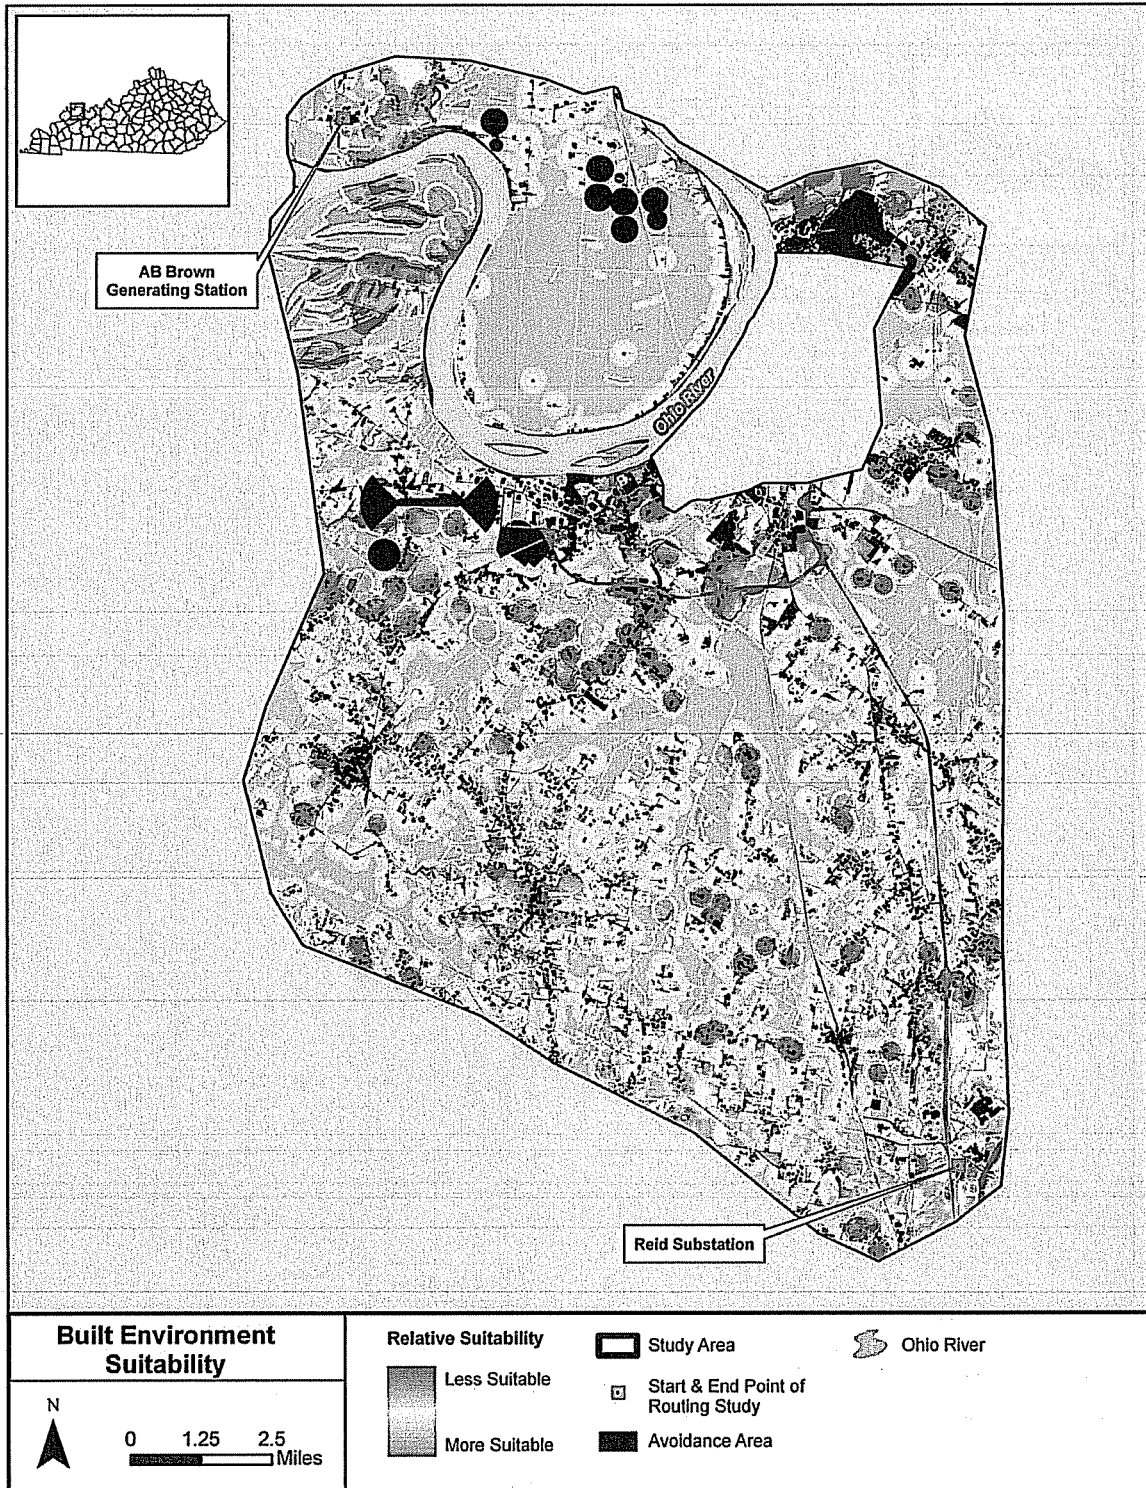 AB Brown
Generating Station
Ohio River
Reid Substation
Built Environment
Suitability
N
0 1.25 2.5
Miles
Relative Suitability
Less Suitable
More Suitable
Study Area
Start & End Point of
Routing Study
Avoidance Area
Ohio River